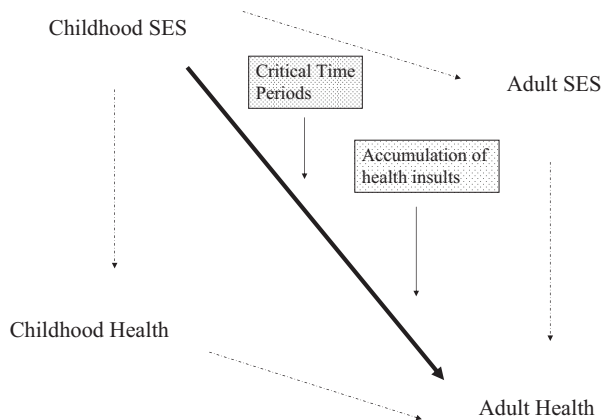 Childhood SES
Critical Time
Periods
Adult SES
Accumulation of
health insults
Childhood Health
Adult Health